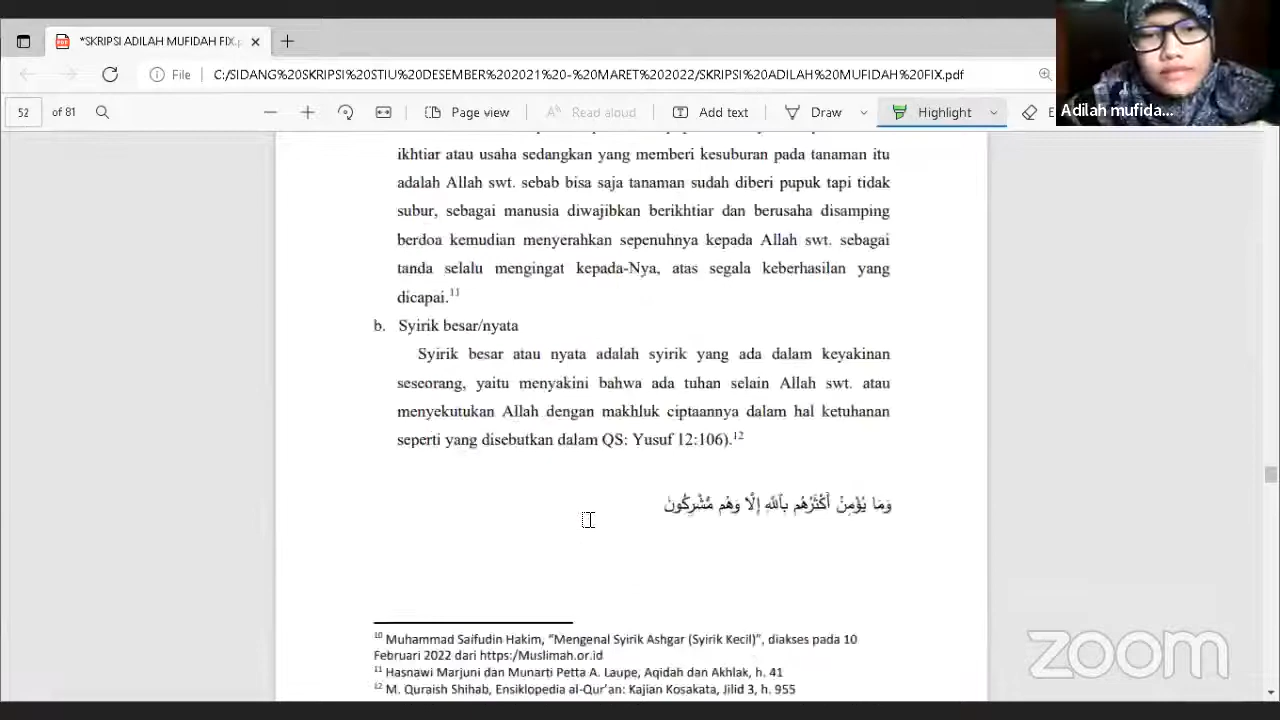 *SKRIPSI ADILAH MUFIDAH FIX.p
File
C:/SIDANG%20SKRIPSI%20STIU%20DESEMBER%202021%20-%20MARET%202022/SKRIPSI%20ADILAH%20MUFIDAH%20FIX.pdf
52 of 81
Page view
Read aloud
Add text
Draw
Highlight
E
Adilah mufida...
ikhtiar atau usaha sedangkan yang memberi kesuburan pada tanaman itu
adalah Allah swt. sebab bisa saja tanaman sudah diberi pupuk tapi tidak
subur, sebagai manusia diwajibkan berikhtiar dan berusaha disamping
berdoa kemudian menyerahkan sepenuhnya kepada Allah swt. sebagai
tanda selalu mengingat kepada-Nya, atas segala keberhasilan yang
dicapai.11
b. Syirik besar/nyata
Syirik besar atau nyata adalah syirik yang ada dalam keyakinan
seseorang, yaitu menyakini bahwa ada tuhan selain Allah swt. atau
menyekutukan Allah dengan makhluk ciptaannya dalam hal ketuhanan
seperti yang disebutkan dalam QS: Yusuf 12:106).12
وَمَا يُؤْمِنُ أَكْثَرُهُم بِٱللَّهِ إِلَّا وَهُم مُّشْرِكُونَ
10 Muhammad Saifudin Hakim, “Mengenal Syirik Ashgar (Syirik Kecil)”, diakses pada 10
Februari 2022 dari https:/Muslimah.or.id
11 Hasnawi Marjuni dan Munarti Petta A. Laupe, Aqidah dan Akhlak, h. 41
12 M. Quraish Shihab, Ensiklopedia al-Qur’an: Kajian Kosakata, Jilid 3, h. 955
zoom